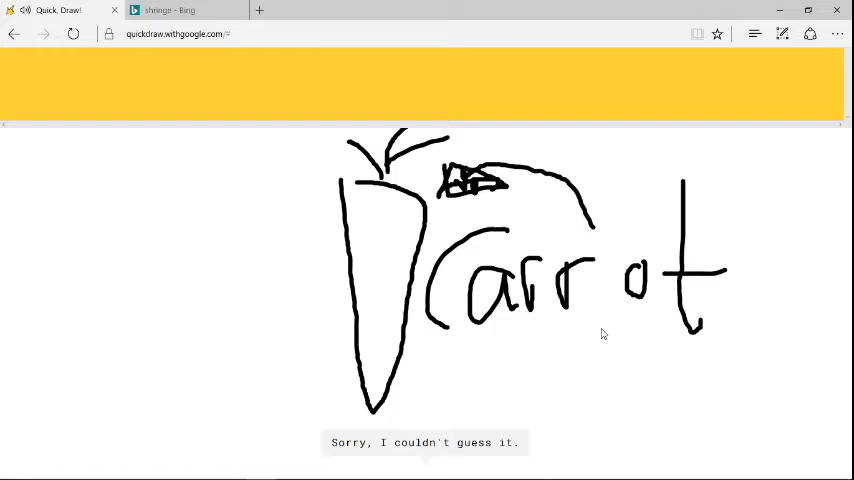 Quick, Draw!
shringe - Bing
quickdraw.withgoogle.com/#
Carrot
Sorry, I couldn't guess it.